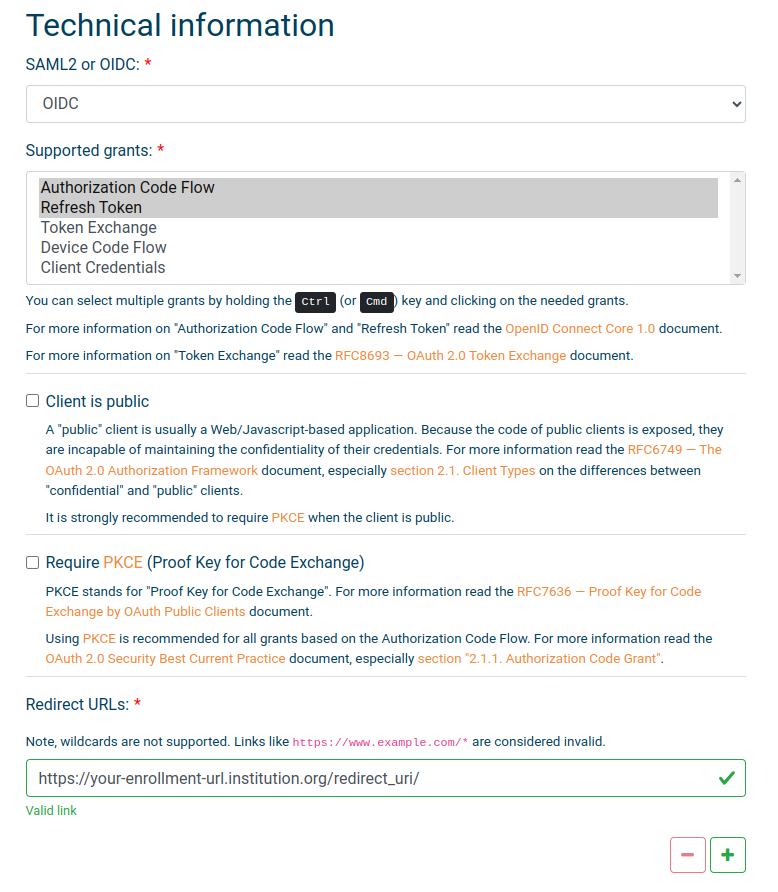 Technical information
SAML2 or OIDC: *
OIDC
Supported grants: *
Authorization Code Flow
Refresh Token
Token Exchange
Device Code Flow
Client Credentials
You can select multiple grants by holding the Ctrl (or Cmd) key and clicking on the needed grants.
For more information on "Authorization Code Flow" and "Refresh Token" read the OpenID Connect Core 1.0 document.
For more information on "Token Exchange" read the RFC8693 — OAuth 2.0 Token Exchange document.
Client is public
A "public" client is usually a Web/Javascript-based application. Because the code of public clients is exposed, they
are incapable of maintaining the confidentiality of their credentials. For more information read the RFC6749 — The
OAuth 2.0 Authorization Framework document, especially section 2.1. Client Types on the differences between
"confidential" and "public" clients.
It is strongly recommended to require PKCE when the client is public.
Require PKCE (Proof Key for Code Exchange)
PKCE stands for "Proof Key for Code Exchange". For more information read the RFC7636 — Proof Key for Code
Exchange by OAuth Public Clients document.
Using PKCE is recommended for all grants based on the Authorization Code Flow. For more information read the
OAuth 2.0 Security Best Current Practice document, especially section "2.1.1. Authorization Code Grant".
Redirect URLs: *
Note, wildcards are not supported. Links like https://www.example.com/* are considered invalid.
https://your-enrollment-url.institution.org/redirect_uri/
Valid link